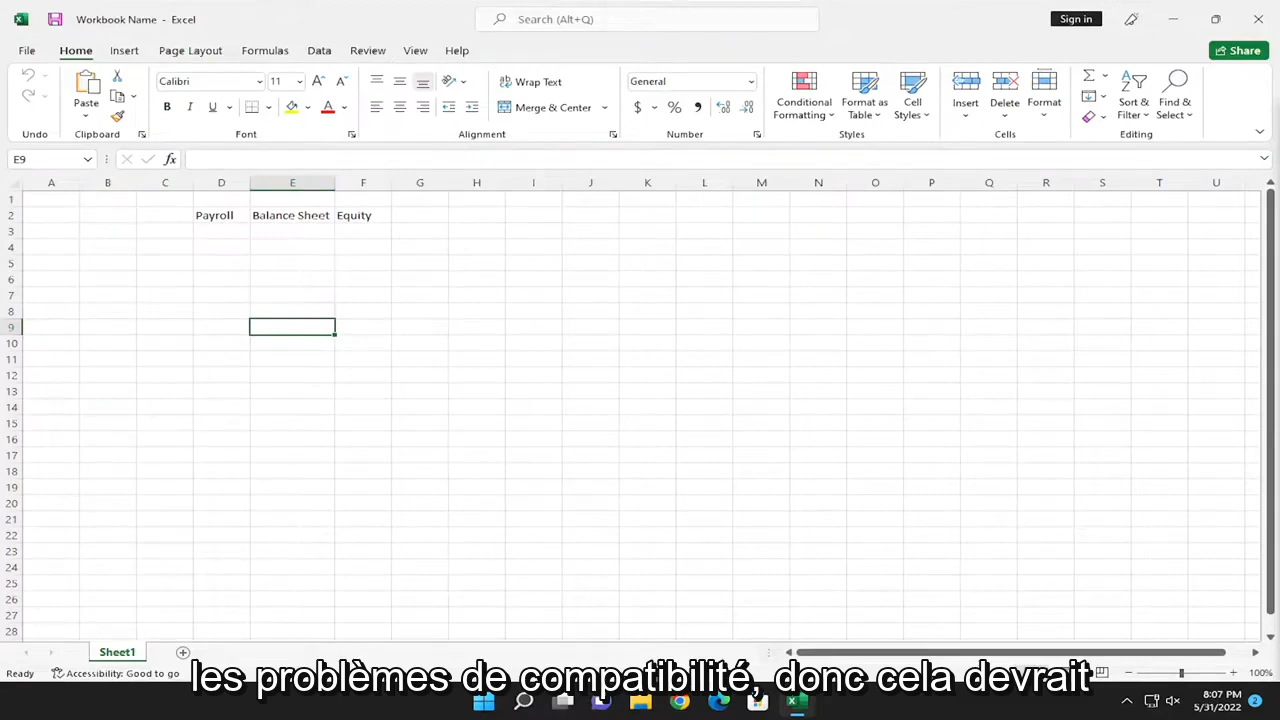 Workbook Name - Excel
Search (Alt+Q)
Sign in
File Home Insert Page Layout Formulas Data Review View Help
Share
Calibri 11
Wrap Text
General
Paste
B I U
Merge & Center
$ %
Conditional Formatting
Format as Table
Cell Styles
Insert
Delete
Format
Sort & Filter
Find & Select
Undo Clipboard Font Alignment Number Styles Cells Editing
E9
fx
A B C D E F G H I J K L M N O P Q R S T U
1
2 Payroll Balance Sheet Equity
3
4
5
6
7
8
9
10
11
12
13
14
15
16
17
18
19
20
21
22
23
24
25
26
27
28
Sheet1
Ready Accessibility: Good to go 100%
les problèmes de compatibilité, donc cela devrait
8:07 PM
5/31/2022
2